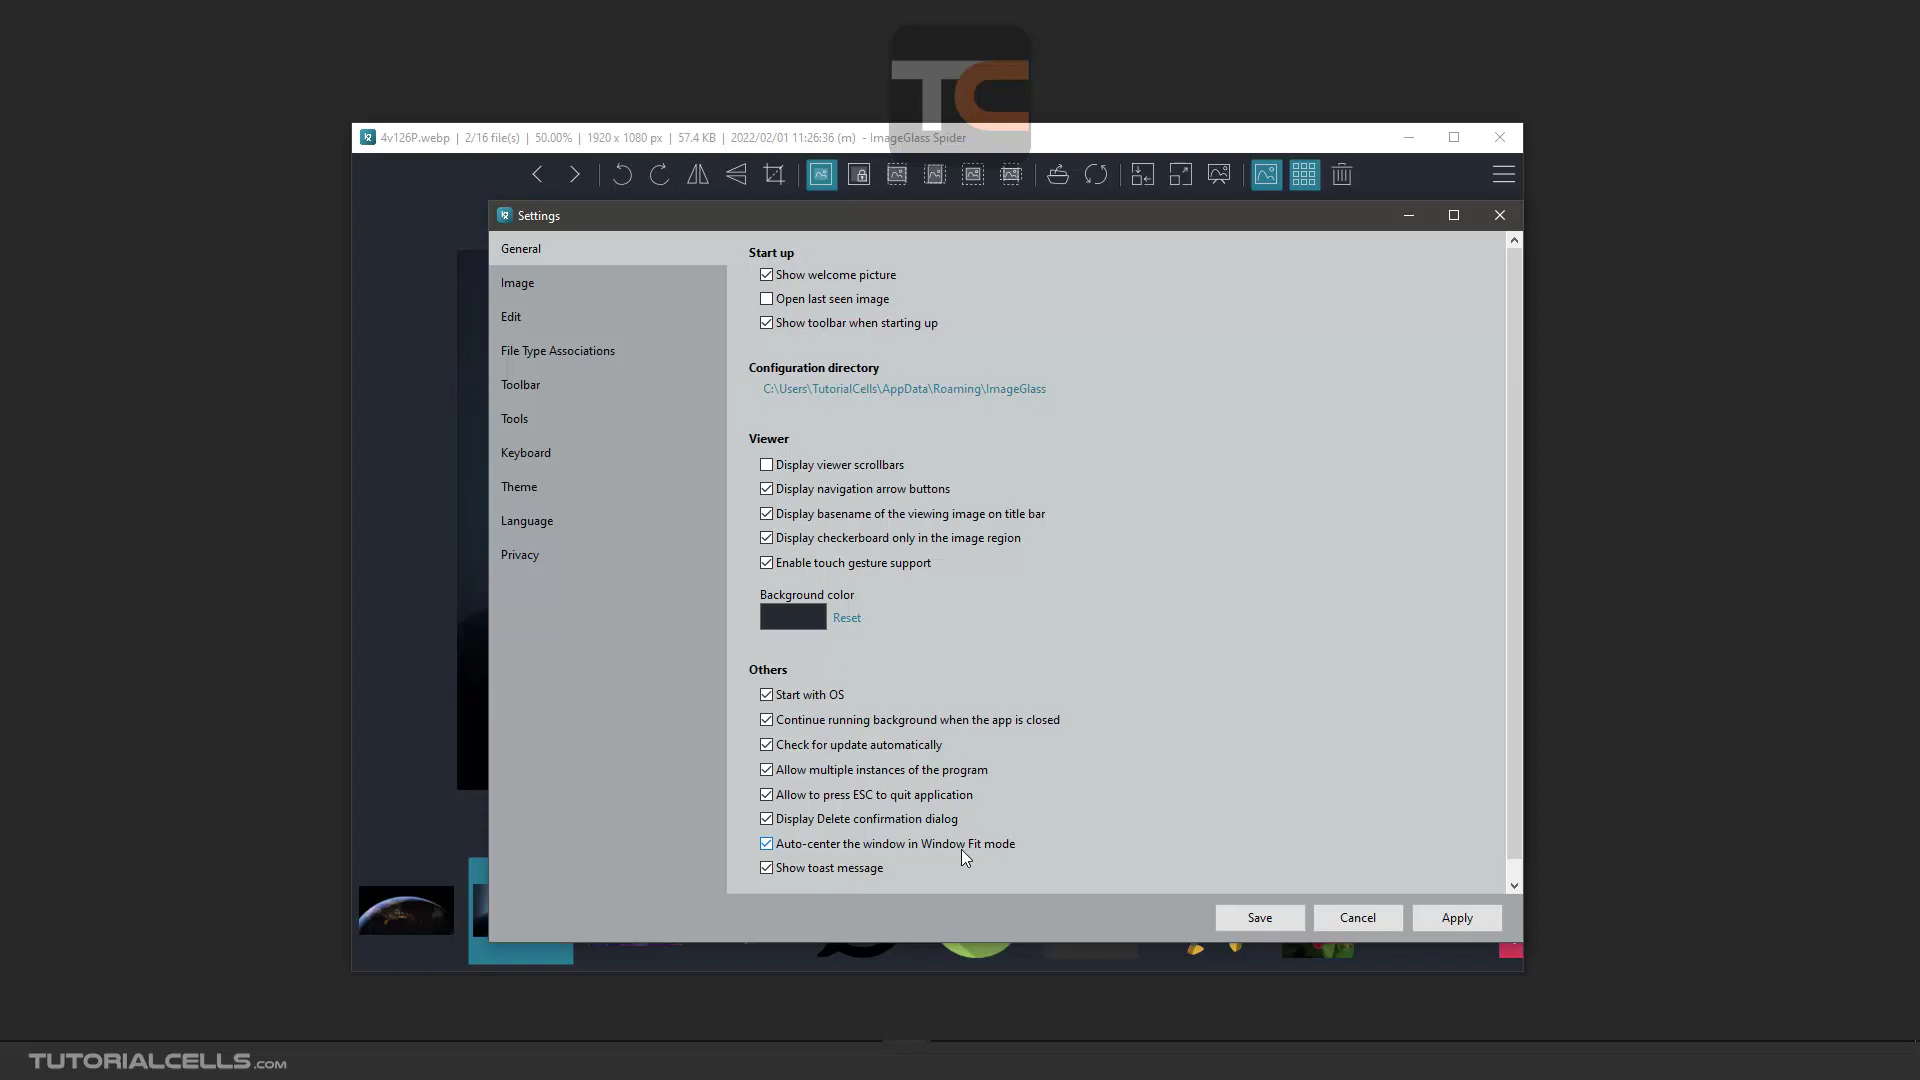 TC
4v126P.webp | 2/16 file(s) | 50.00% | 1920 x 1080 px | 57.4 KB | 2022/02/01 11:26:36 (m) - ImageGlass Spider
Settings
General
Image
Edit
File Type Associations
Toolbar
Tools
Keyboard
Theme
Language
Privacy
Start up
Show welcome picture
Open last seen image
Show toolbar when starting up
Configuration directory
C:\Users\TutorialCells\AppData\Roaming\ImageGlass
Viewer
Display viewer scrollbars
Display navigation arrow buttons
Display basename of the viewing image on title bar
Display checkerboard only in the image region
Enable touch gesture support
Background color
Reset
Others
Start with OS
Continue running background when the app is closed
Check for update automatically
Allow multiple instances of the program
Allow to press ESC to quit application
Display Delete confirmation dialog
Auto-center the window in Window Fit mode
Show toast message
Save Cancel Apply
TUTORIALCELLS.COM